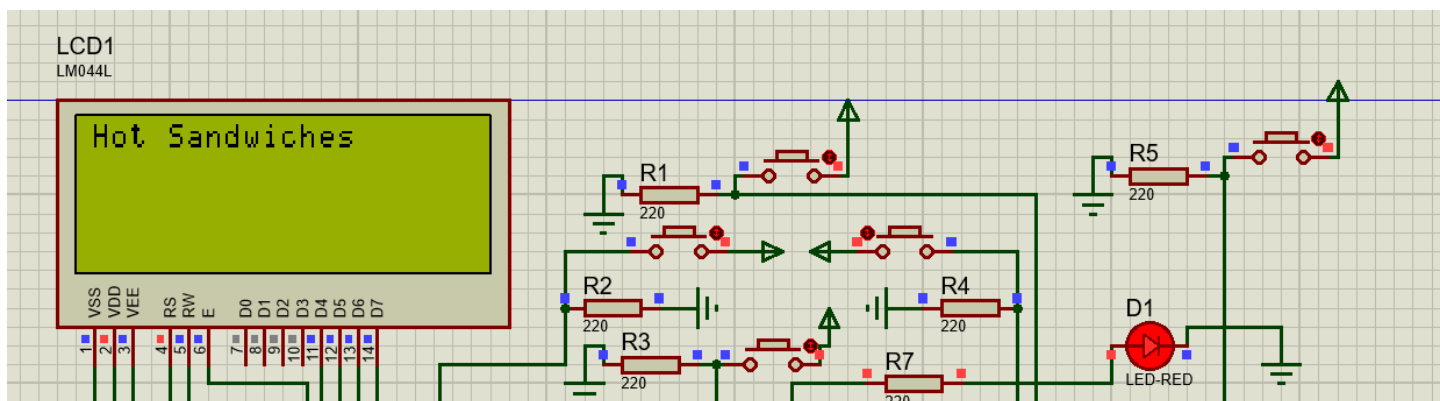 LCD1
LM044L
Hot Sandwiches
VSS
VDD
VEE
RS
RW
E
D0
D1
D2
D3
D4
D5
D6
D7
1
2
3
4
5
6
7
8
9
10
11
12
13
14
R1
220
R5
220
R2
220
R4
220
R3
220
R7
220
D1
LED-RED